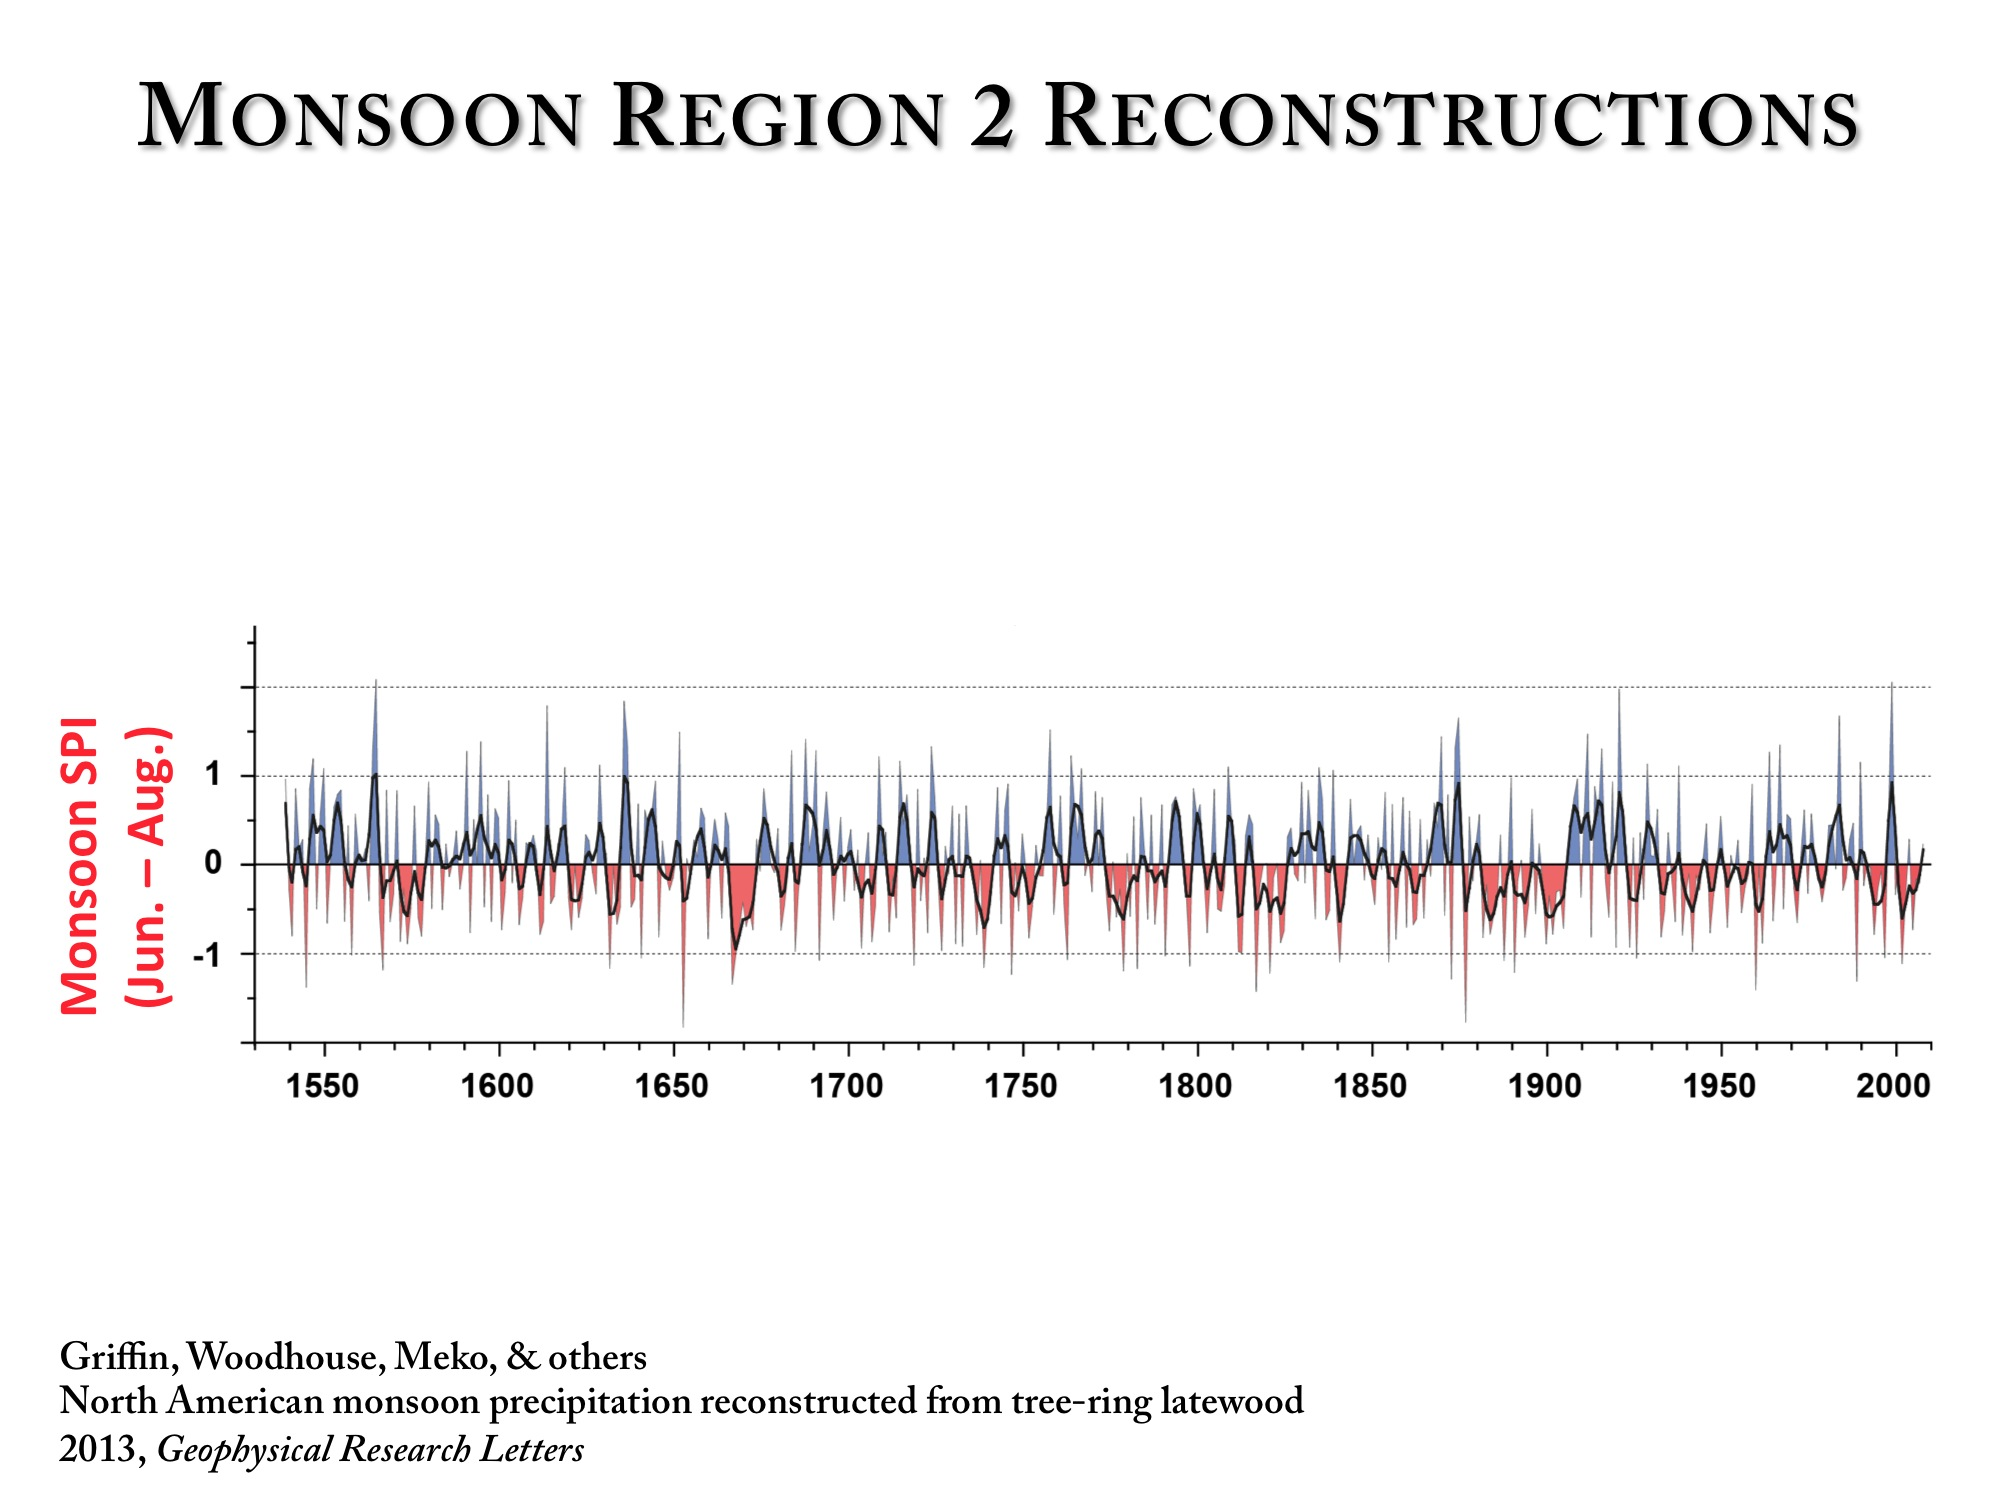 MONSOON REGION 2 RECONSTRUCTIONS
Monsoon SPI
(Jun. – Aug.)
1
0
-1
1550 1600 1650 1700 1750 1800 1850 1900 1950 2000
Griffin, Woodhouse, Meko, & others
North American monsoon precipitation reconstructed from tree-ring latewood
2013, Geophysical Research Letters